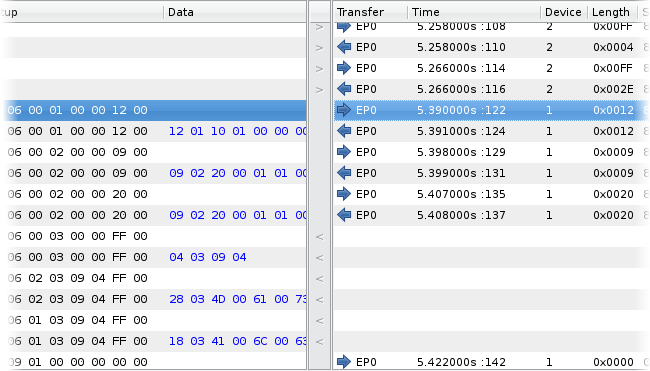 up Data Transfer Time Device Length
> EP0 5.258000s :108 2 0x00FF
> EP0 5.258000s :110 2 0x0004
> EP0 5.266000s :114 2 0x00FF
> EP0 5.266000s :116 2 0x002E
06 00 01 00 00 12 00 EP0 5.390000s :122 1 0x0012
06 00 01 00 00 12 00 12 01 10 01 00 00 00 EP0 5.391000s :124 1 0x0012
06 00 02 00 00 09 00 EP0 5.398000s :129 1 0x0009
06 00 02 00 00 09 00 09 02 20 00 01 01 00 EP0 5.399000s :131 1 0x0009
06 00 02 00 00 20 00 EP0 5.407000s :135 1 0x0020
06 00 02 00 00 20 00 09 02 20 00 01 01 00 EP0 5.408000s :137 1 0x0020
06 00 03 00 00 FF 00 <
06 00 03 00 00 FF 00 04 03 09 04 <
06 02 03 09 04 FF 00 <
06 02 03 09 04 FF 00 28 03 4D 00 61 00 73 <
06 01 03 09 04 FF 00 <
06 01 03 09 04 FF 00 18 03 41 00 6C 00 63 <
09 01 00 00 00 00 00 EP0 5.422000s :142 1 0x0000